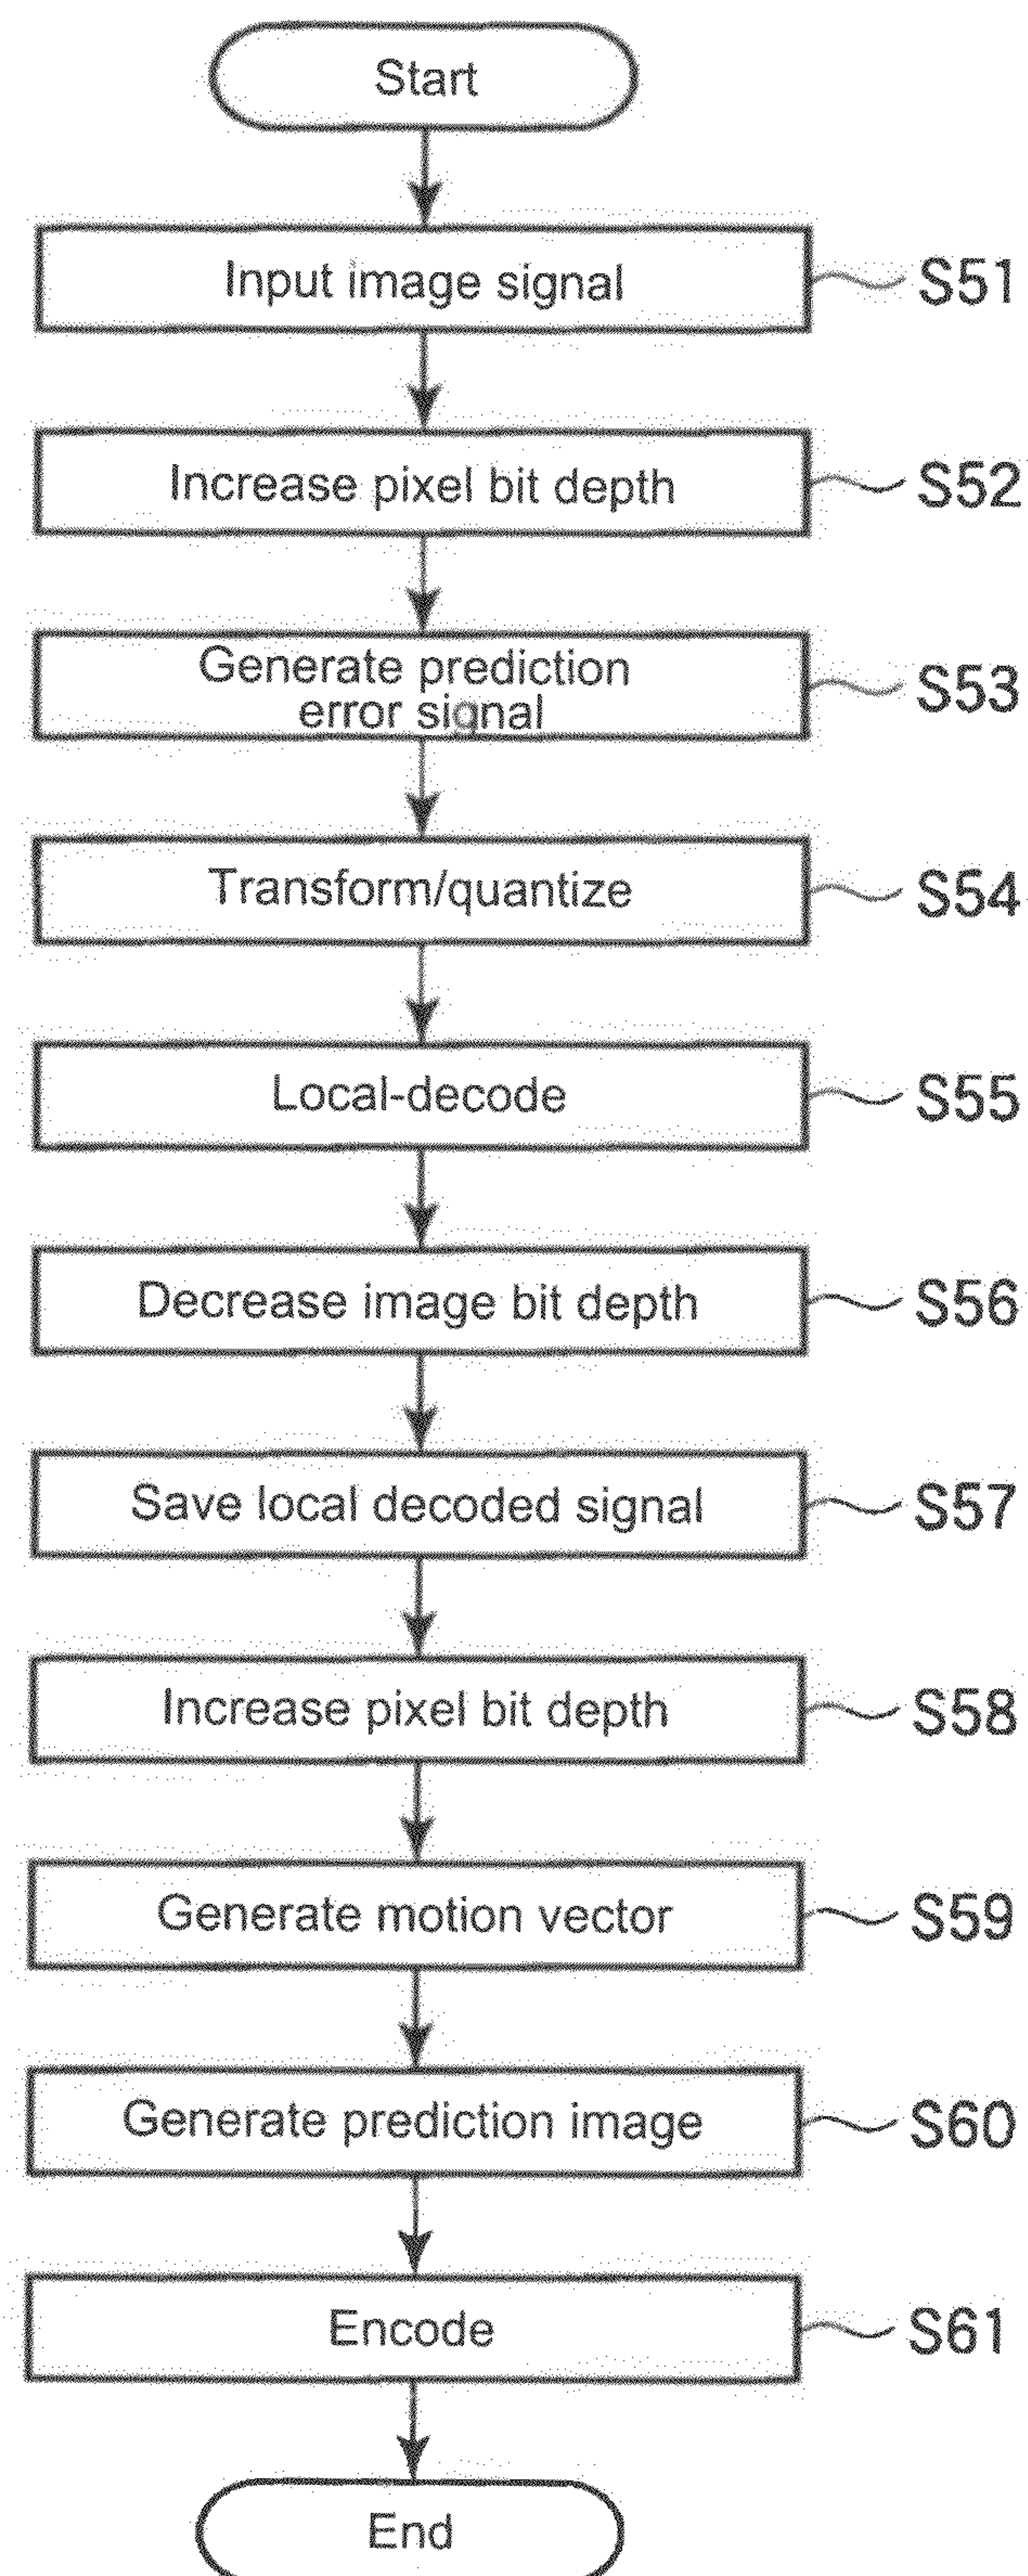 Start
Input image signal
S51
Increase pixel bit depth
S52
Generate prediction
error signal
S53
Transform/quantize
S54
Local-decode
S55
Decrease image bit depth
S56
Save local decoded signal
S57
Increase pixel bit depth
S58
Generate motion vector
S59
Generate prediction image
S60
Encode
S61
End